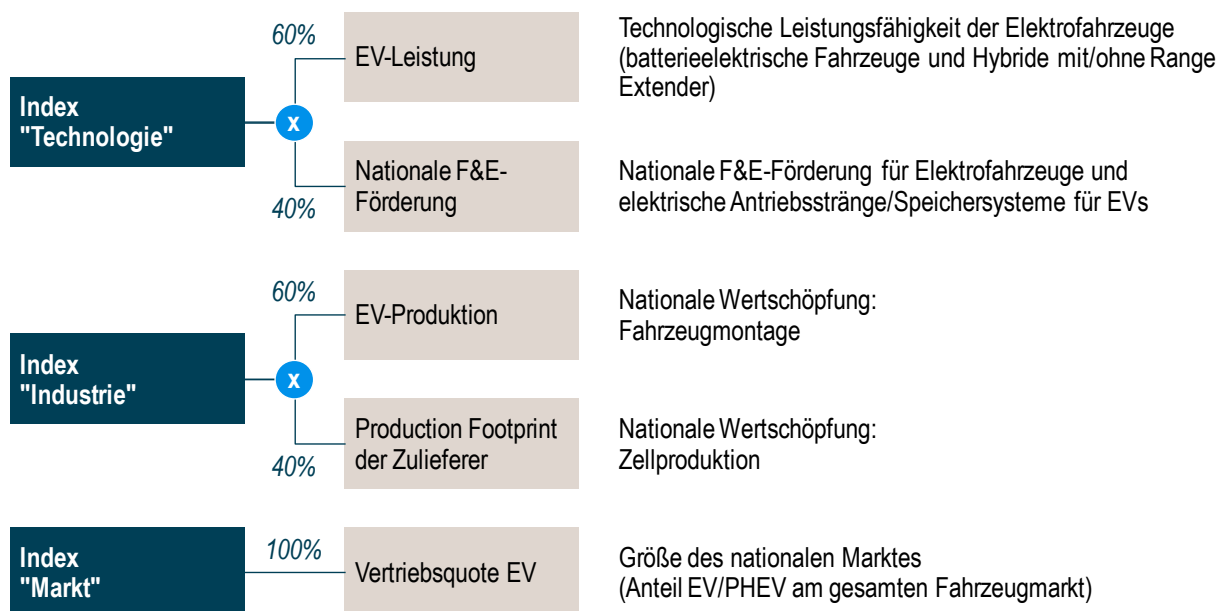 60%
EV-Leistung
Technologische Leistungsfähigkeit der Elektrofahrzeuge
(batterieelektrische Fahrzeuge und Hybride mit/ohne Range
Extender)
Index
"Technologie"
x
Nationale F&E-
Förderung
40%
Nationale F&E-Förderung für Elektrofahrzeuge und
elektrische Antriebsstränge/Speichersysteme für EVs
60%
EV-Produktion
Nationale Wertschöpfung:
Fahrzeugmontage
Index
"Industrie"
x
Production Footprint
der Zulieferer
40%
Nationale Wertschöpfung:
Zellproduktion
Index
"Markt"
100%
Vertriebsquote EV
Größe des nationalen Marktes
(Anteil EV/PHEV am gesamten Fahrzeugmarkt)